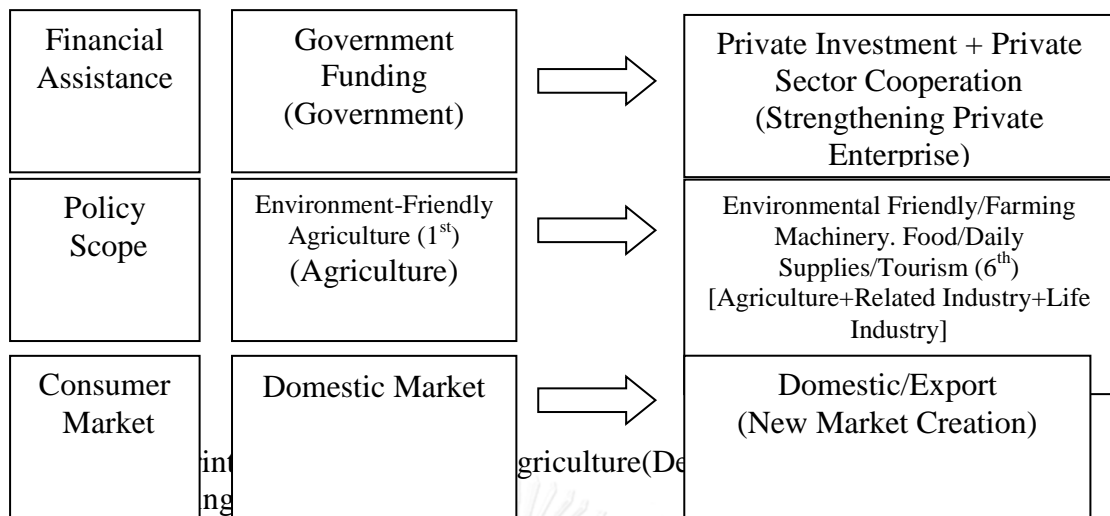 Financial
Assistance
Government
Funding
(Government)
Private Investment + Private
Sector Cooperation
(Strengthening Private
Enterprise)
Policy
Scope
Environment-Friendly
Agriculture (1st)
(Agriculture)
Environmental Friendly/Farming
Machinery. Food/Daily
Supplies/Tourism (6th)
[Agriculture+Related Industry+Life
Industry]
Consumer
Market
Domestic Market
Domestic/Export
(New Market Creation)